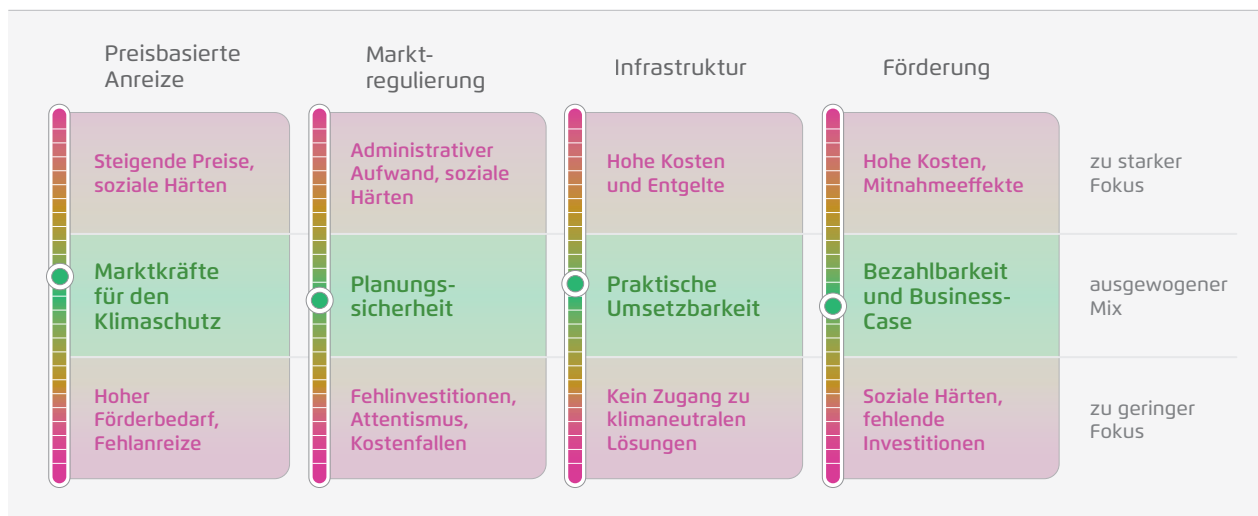 Preisbasierte
Anreize
Markt-
regulierung
Infrastruktur
Förderung
Steigende Preise,
soziale Härten
Administrativer
Aufwand, soziale
Härten
Hohe Kosten
und Entgelte
Hohe Kosten,
Mitnahmeeffekte
zu starker
Fokus
Marktkräfte
für den
Klimaschutz
Planungs-
sicherheit
Praktische
Umsetzbarkeit
Bezahlbarkeit
und Business-
Case
ausgewogener
Mix
Hoher
Förderbedarf,
Fehlanreize
Fehlinvestitionen,
Attentismus,
Kostenfallen
Kein Zugang zu
klimaneutralen
Lösungen
Soziale Härten,
fehlende
Investitionen
zu geringer
Fokus